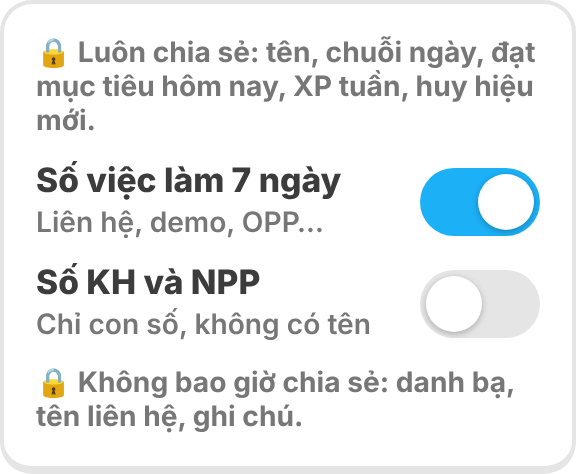 🔒 Luôn chia sẻ: tên, chuỗi ngày, đạt
mục tiêu hôm nay, XP tuần, huy hiệu
mới.
Số việc làm 7 ngày
Liên hệ, demo, OPP...
Số KH và NPP
Chỉ con số, không có tên
🔒 Không bao giờ chia sẻ: danh bạ,
tên liên hệ, ghi chú.